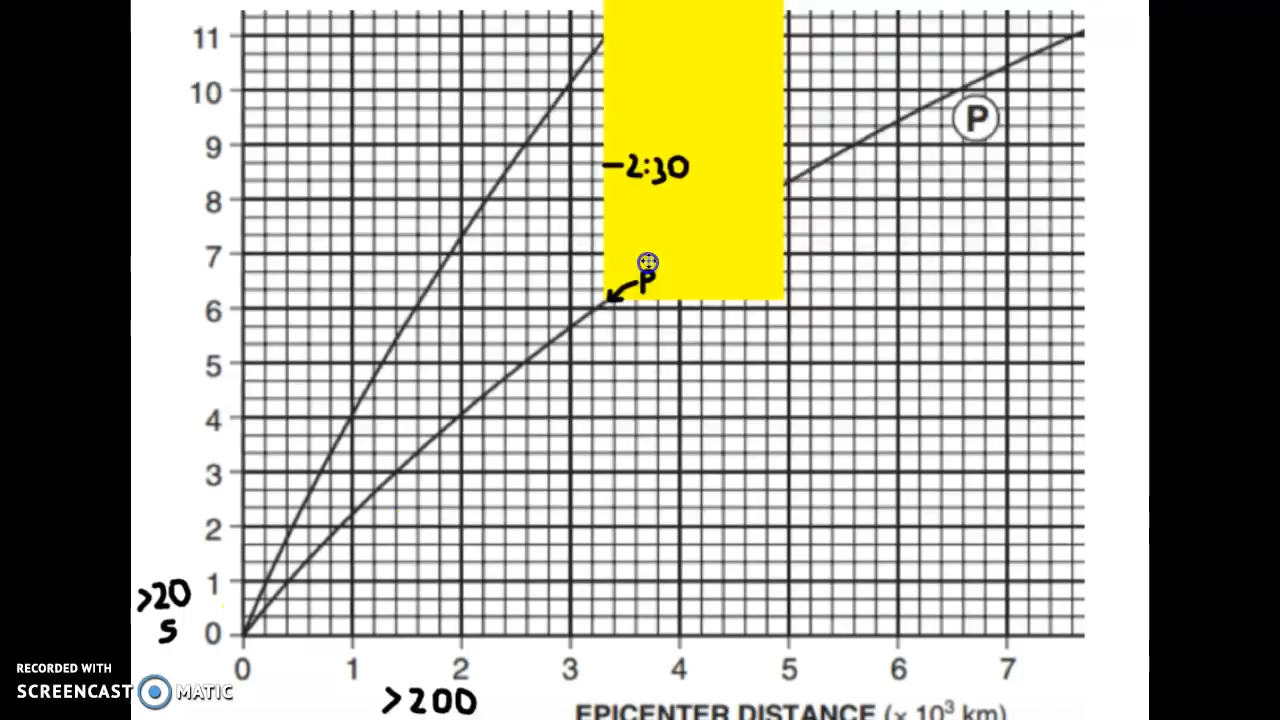 11
10
9
8
7
6
5
4
3
2
1
0
-2:30
P
P
>20
S
0 1 2 3 4 5 6 7
>200
EPICENTER DISTANCE (× 10³ km)
RECORDED WITH
SCREENCAST MATIC